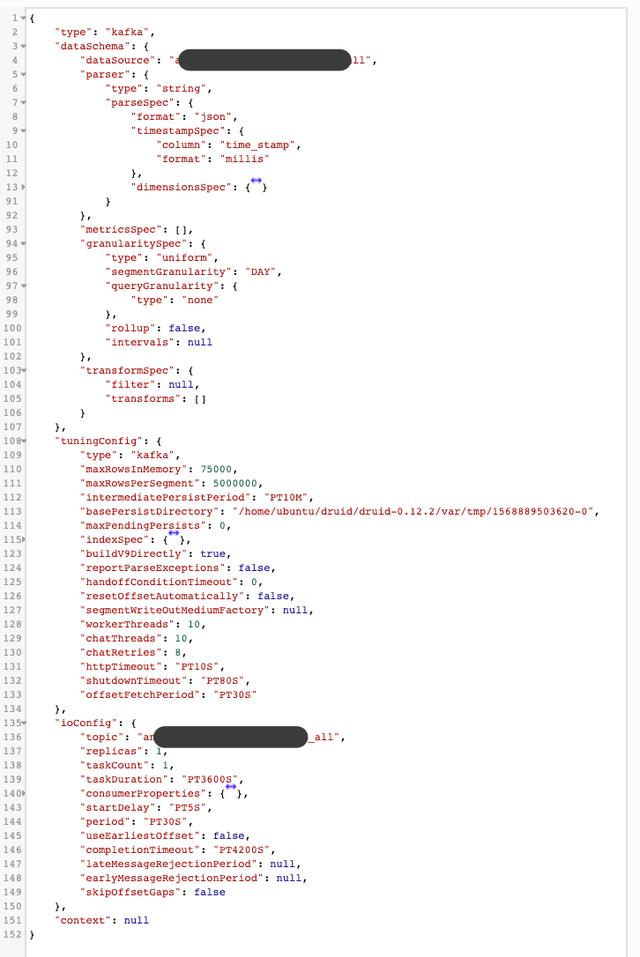 1 {
2 "type": "kafka",
3 "dataSchema": {
4 "dataSource": "a ll",
5 "parser": {
6 "type": "string",
7 "parseSpec": {
8 "format": "json",
9 "timestampSpec": {
10 "column": "time_stamp",
11 "format": "millis"
12 },
13 "dimensionsSpec": {↔}
91 }
92 },
93 "metricsSpec": [],
94 "granularitySpec": {
95 "type": "uniform",
96 "segmentGranularity": "DAY",
97 "queryGranularity": {
98 "type": "none"
99 },
100 "rollup": false,
101 "intervals": null
102 },
103 "transformSpec": {
104 "filter": null,
105 "transforms": []
106 }
107 },
108 "tuningConfig": {
109 "type": "kafka",
110 "maxRowsInMemory": 75000,
111 "maxRowsPerSegment": 5000000,
112 "intermediatePersistPeriod": "PT10M",
113 "basePersistDirectory": "/home/ubuntu/druid/druid-0.12.2/var/tmp/1568889503620-0",
114 "maxPendingPersists": 0,
115 "indexSpec": {↔},
123 "buildV9Directly": true,
124 "reportParseExceptions": false,
125 "handoffConditionTimeout": 0,
126 "resetOffsetAutomatically": false,
127 "segmentWriteOutMediumFactory": null,
128 "workerThreads": 10,
129 "chatThreads": 10,
130 "chatRetries": 8,
131 "httpTimeout": "PT10S",
132 "shutdownTimeout": "PT80S",
133 "offsetFetchPeriod": "PT30S"
134 },
135 "ioConfig": {
136 "topic": "an _all",
137 "replicas": 1,
138 "taskCount": 1,
139 "taskDuration": "PT3600S",
140 "consumerProperties": {↔},
143 "startDelay": "PT5S",
144 "period": "PT30S",
145 "useEarliestOffset": false,
146 "completionTimeout": "PT4200S",
147 "lateMessageRejectionPeriod": null,
148 "earlyMessageRejectionPeriod": null,
149 "skipOffsetGaps": false
150 },
151 "context": null
152 }